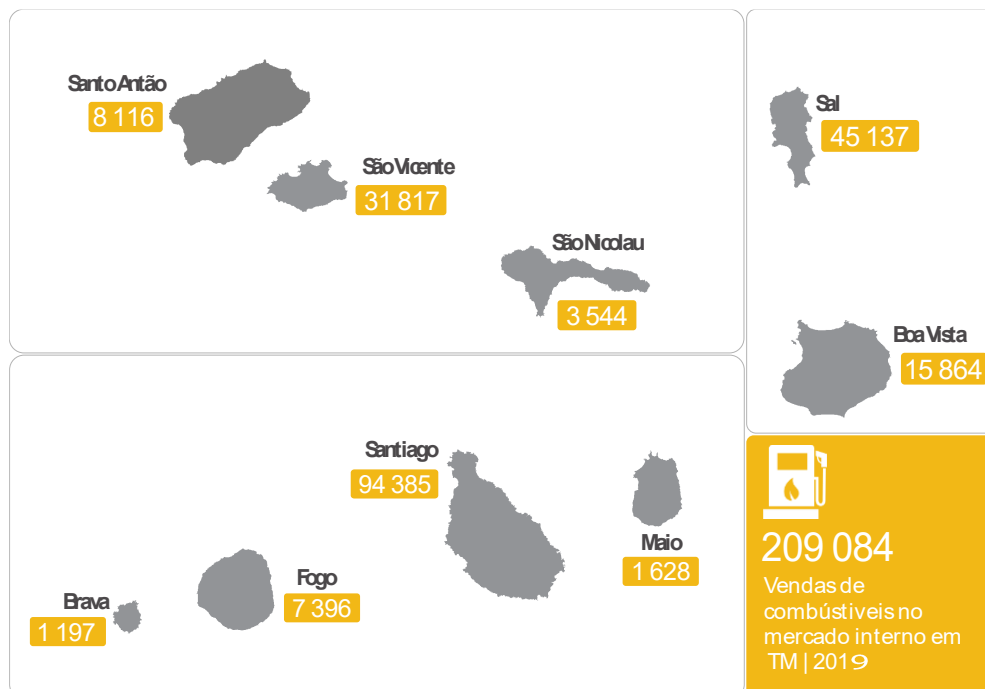 Santo Antão
8 116
São Vicente
31 817
São Nicolau
3 544
Sal
45 137
Boa Vista
15 864
Santiago
94 385
Maio
1 628
Fogo
7 396
Brava
1 197
209 084
Vendas de
combústiveis no
mercado interno em
TM | 2019